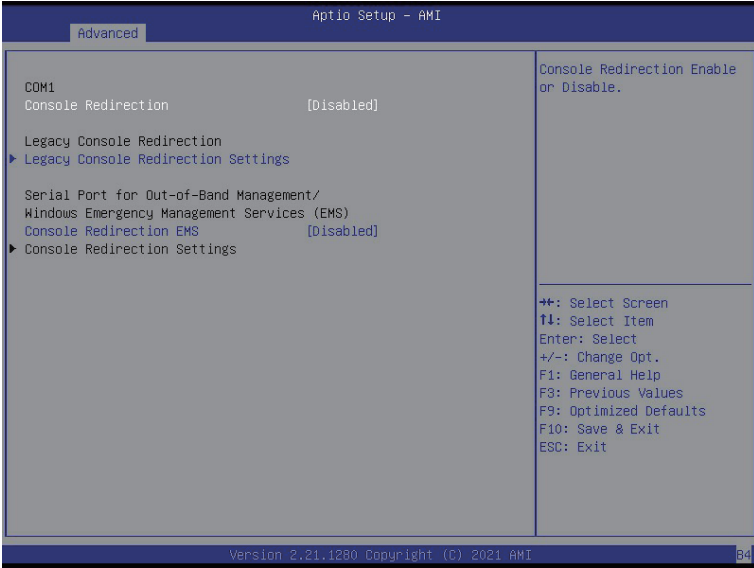 Aptio Setup – AMI
Advanced
COM1
Console Redirection [Disabled]
Legacy Console Redirection
▶ Legacy Console Redirection Settings
Serial Port for Out-of-Band Management/
Windows Emergency Management Services (EMS)
Console Redirection EMS [Disabled]
▶ Console Redirection Settings
Console Redirection Enable
or Disable.
→←: Select Screen
↑↓: Select Item
Enter: Select
+/-: Change Opt.
F1: General Help
F3: Previous Values
F9: Optimized Defaults
F10: Save & Exit
ESC: Exit
Version 2.21.1280 Copyright (C) 2021 AMI
B4